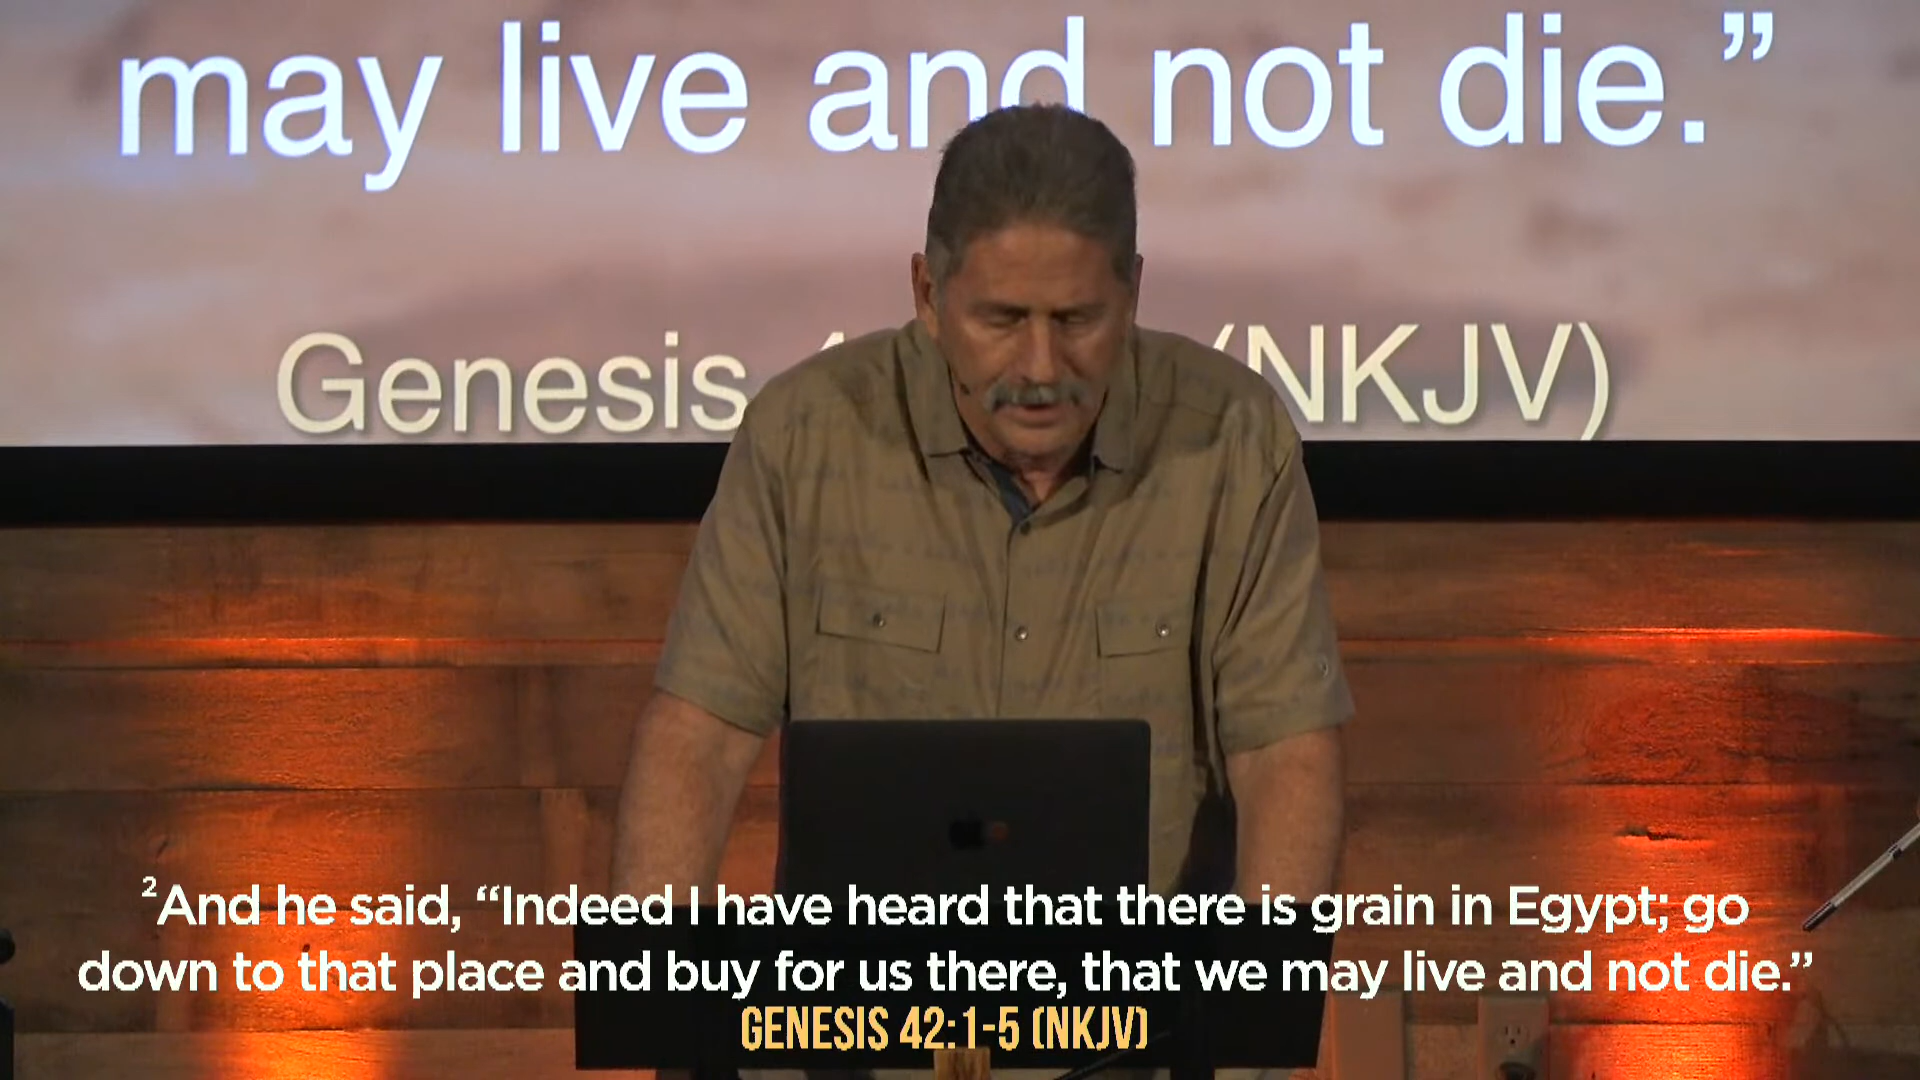 may live and not die.”
Genesis (NKJV)
²And he said, “Indeed I have heard that there is grain in Egypt; go
down to that place and buy for us there, that we may live and not die.”
GENESIS 42:1-5 (NKJV)